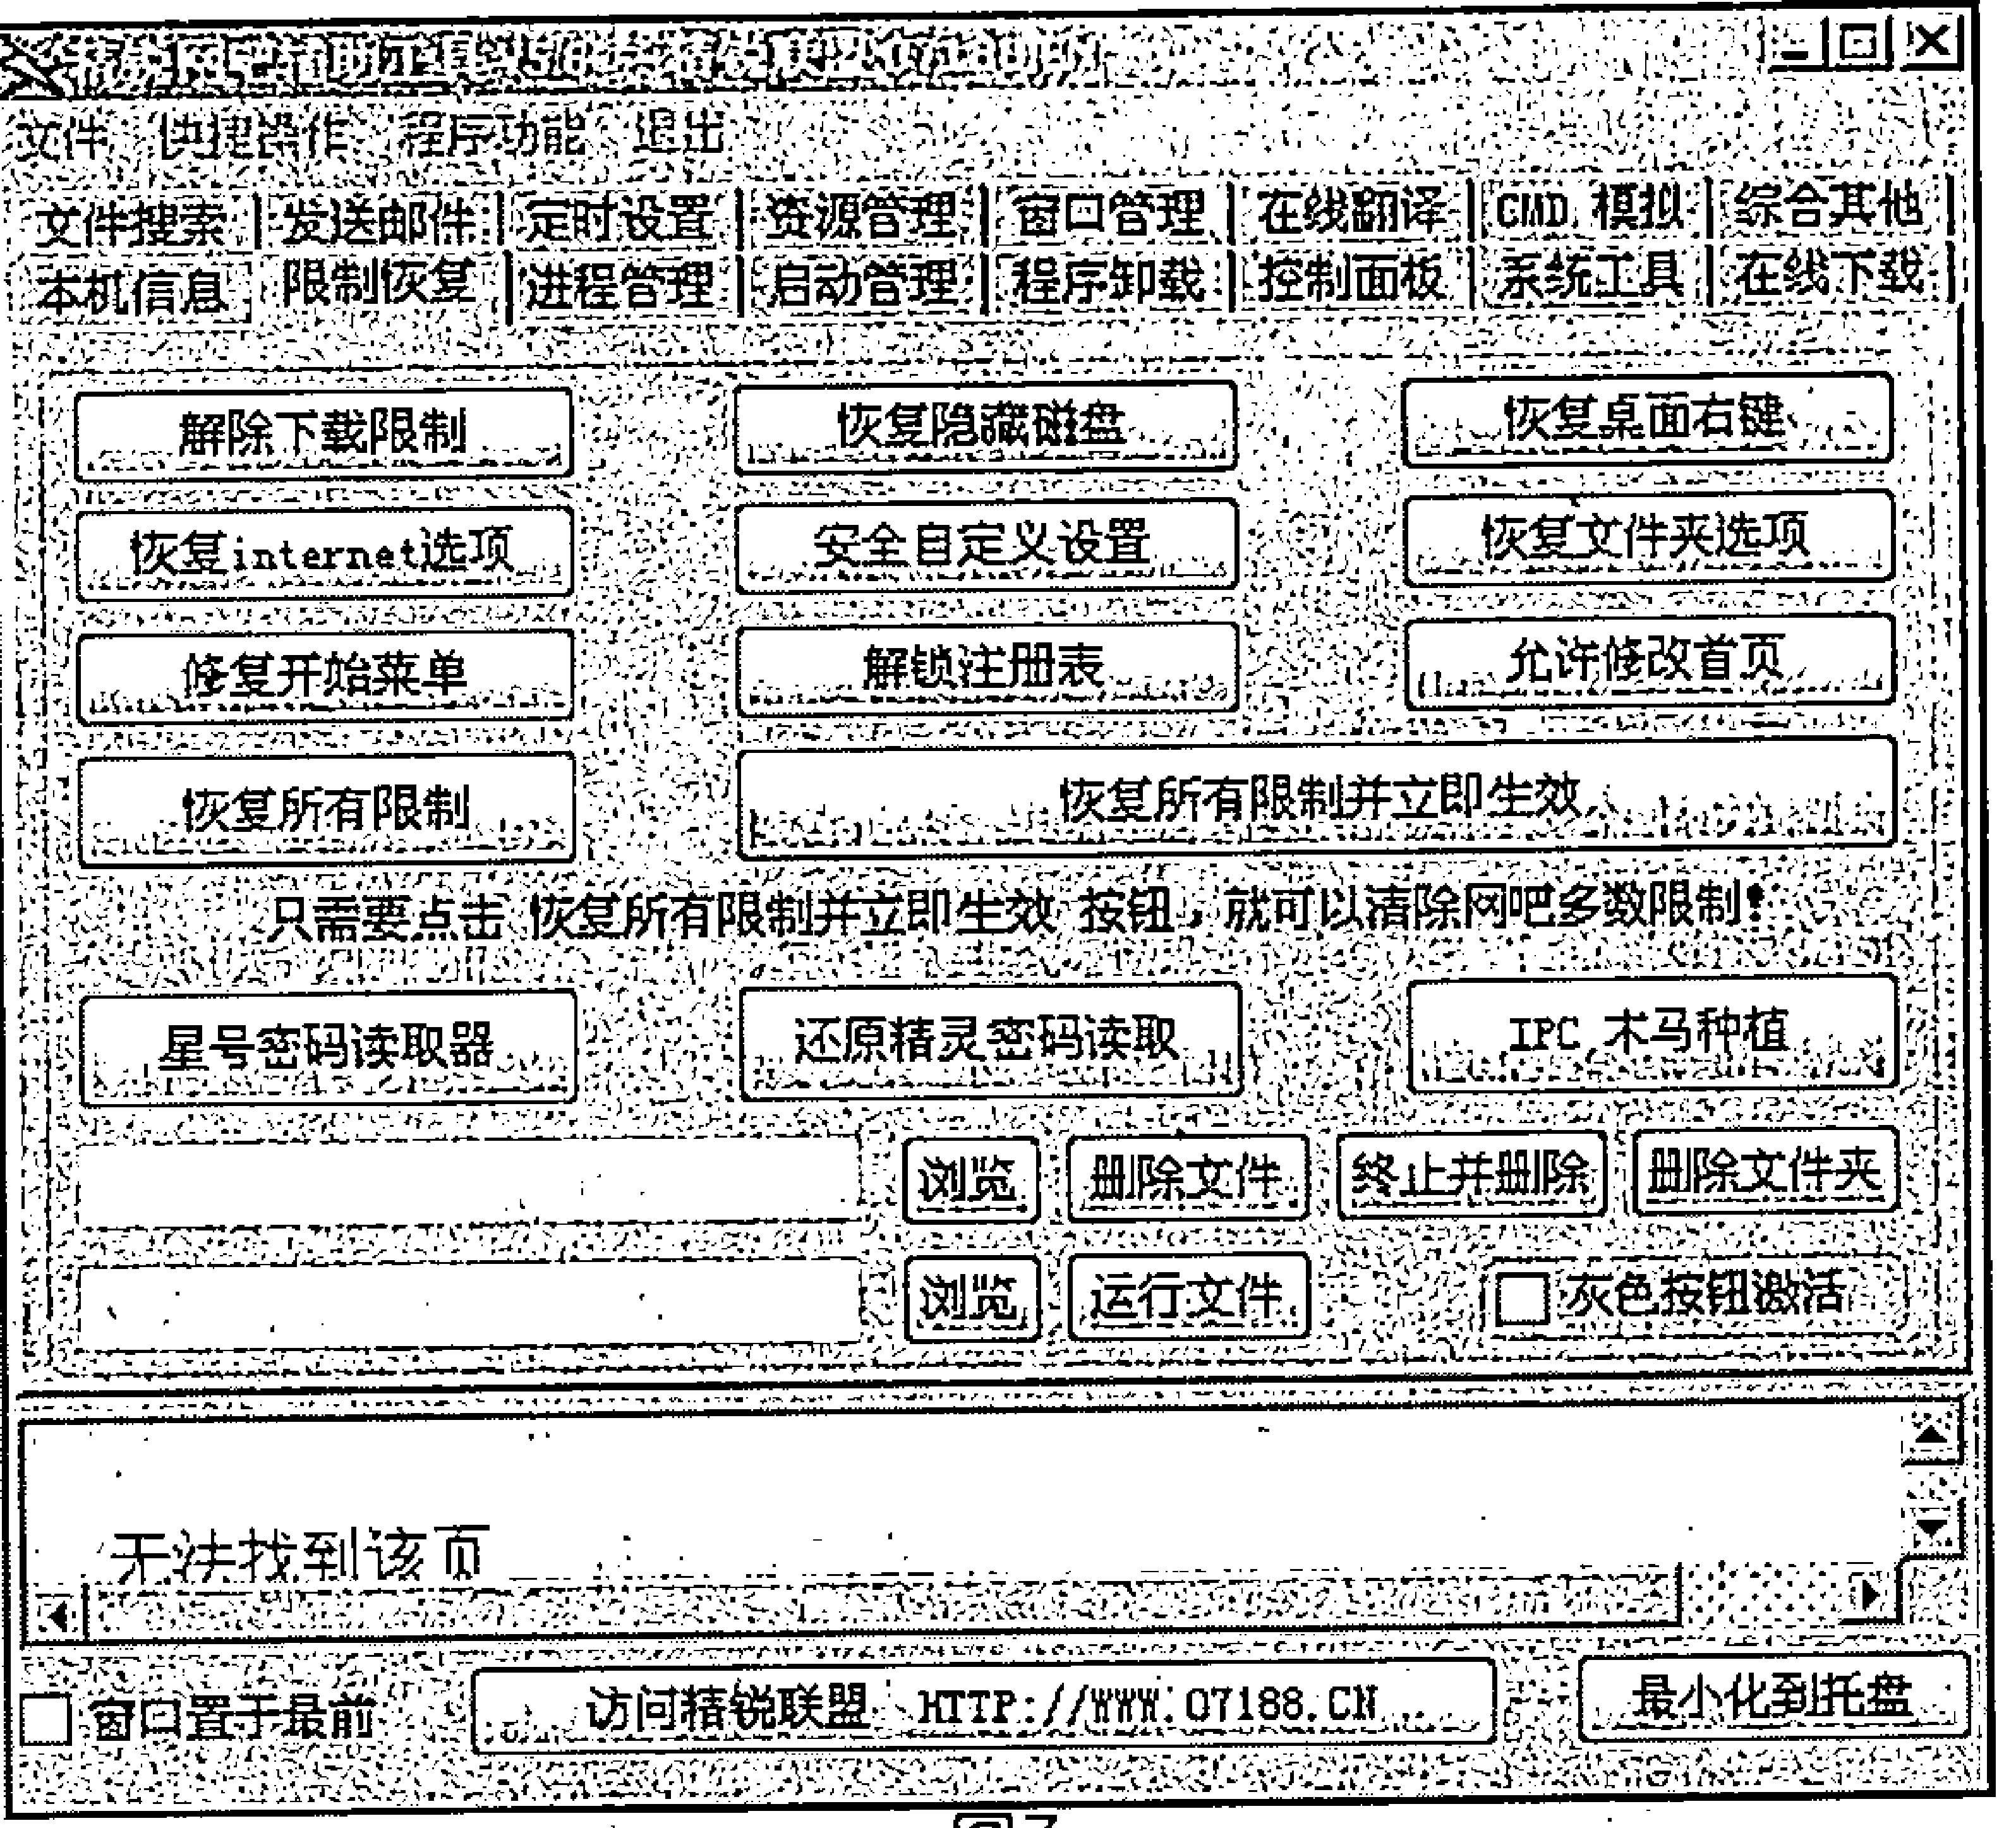 文件 快捷操作 程序功能 退出
文件搜索 发送邮件 定时设置 资源管理 窗口管理 在线翻译 CMD 模拟 综合其他
本机信息 限制恢复 进程管理 启动管理 程序卸载 控制面板 系统工具 在线下载
解除下载限制 恢复隐藏磁盘 恢复桌面右键
恢复internet选项 安全自定义设置 恢复文件夹选项
修复开始菜单 解锁注册表 允许修改首页
恢复所有限制 恢复所有限制并立即生效
只需要点击 恢复所有限制并立即生效 按钮，就可以清除网吧多数限制！
星号密码读取器 还原精灵密码读取 IPC 木马种植
浏览 删除文件 终止并删除 删除文件夹
浏览 运行文件 灰色按钮激活
无法找到该页
窗口置于最前 访问精锐联盟 HTTP://WWW.07188.CN 最小化到托盘